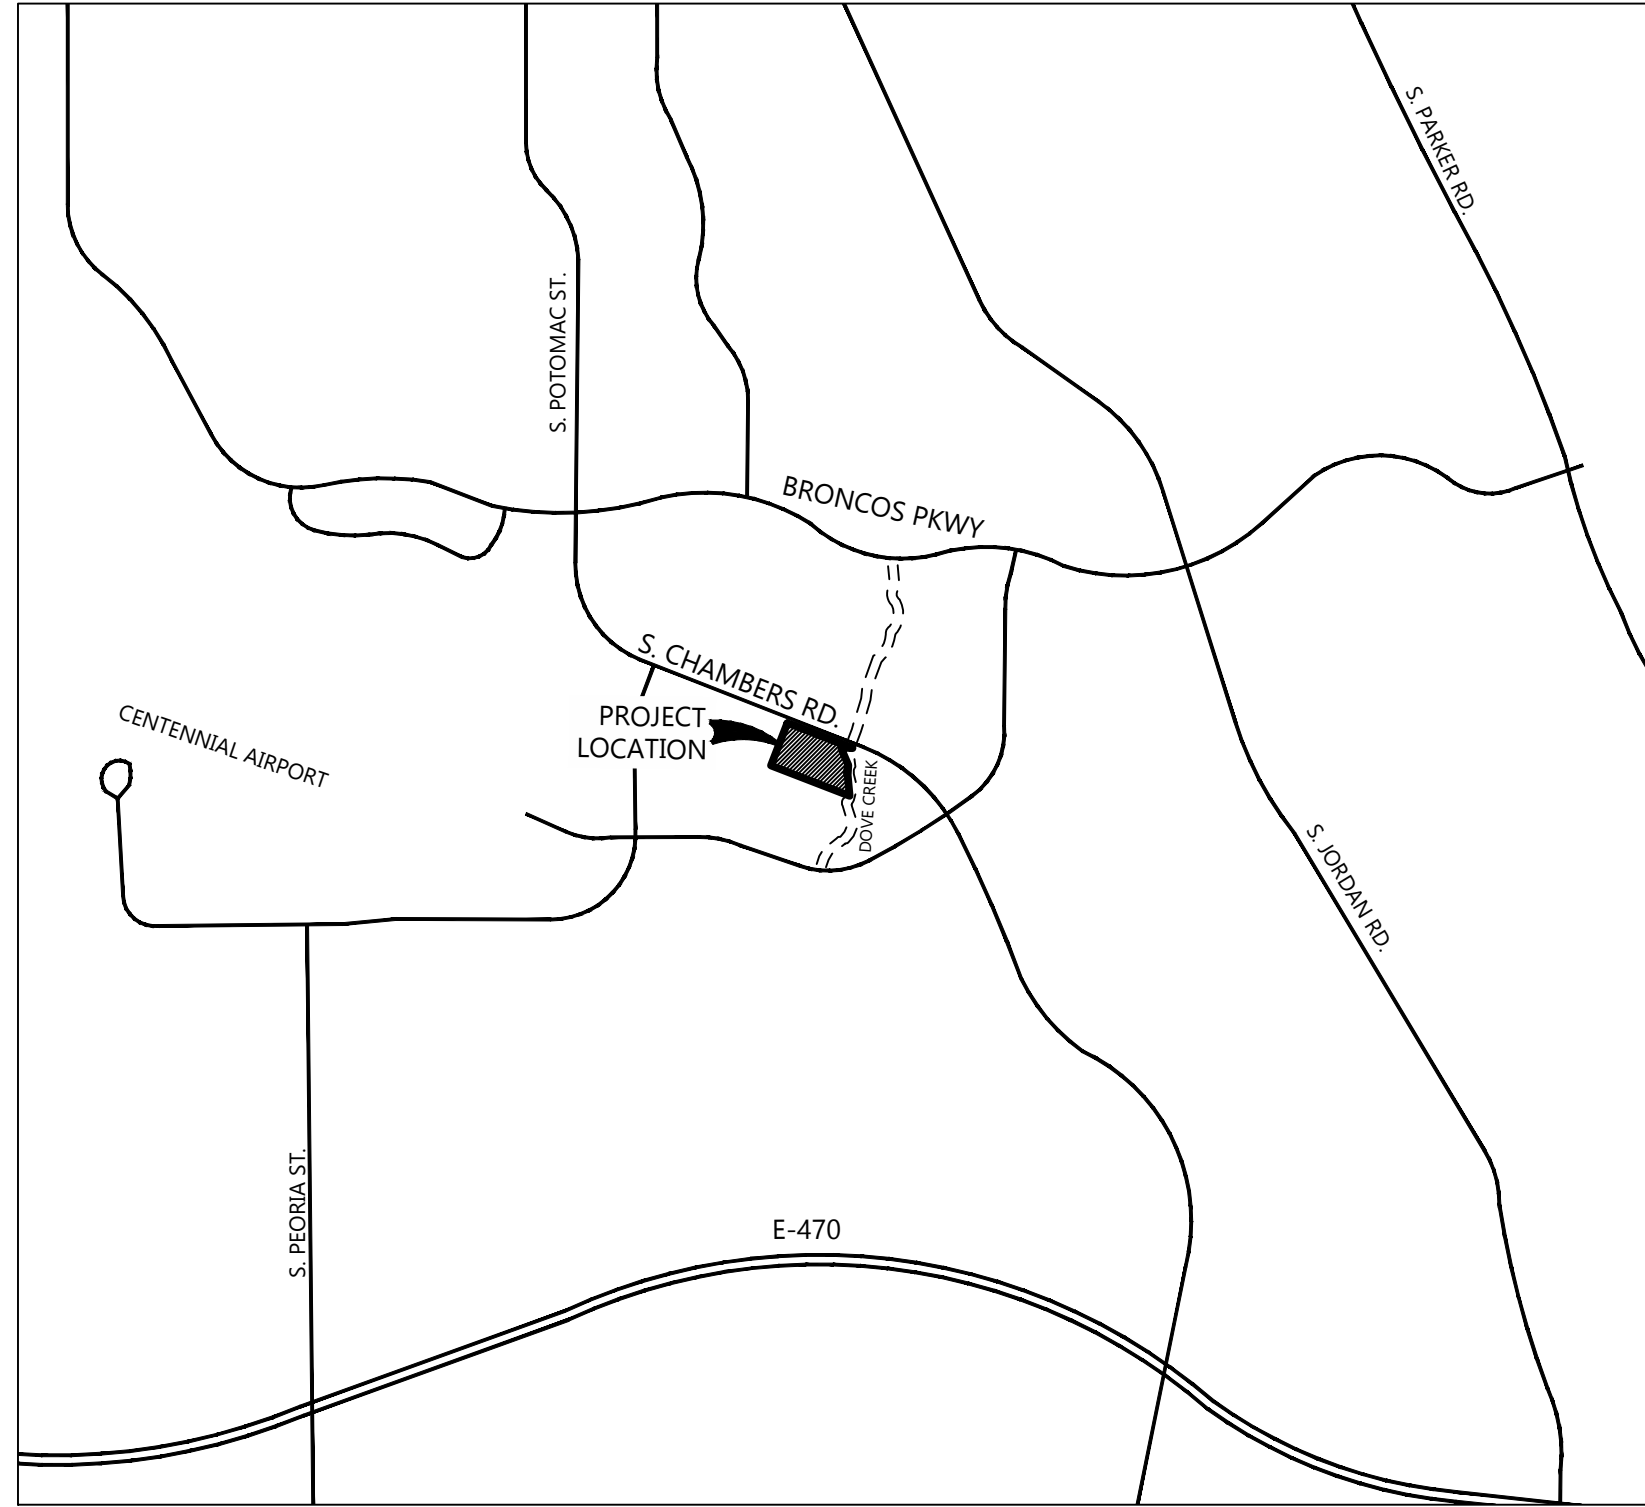 S. PARKER RD.
S. POTOMAC ST.
BRONCOS PKWY
S. CHAMBERS RD.
PROJECT
LOCATION
CENTENNIAL AIRPORT
DOVE CREEK
S. JORDAN RD.
S. PEORIA ST.
E-470